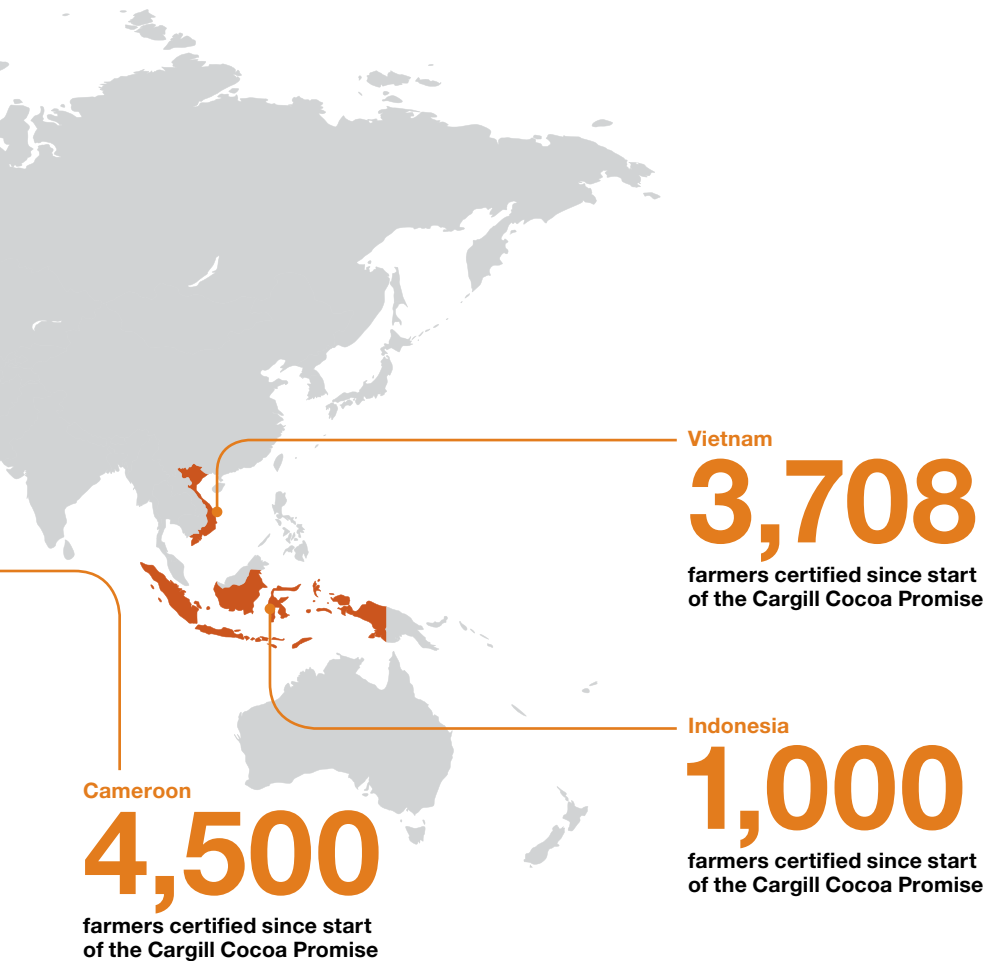 Vietnam
3,708
farmers certified since start
of the Cargill Cocoa Promise
Indonesia
1,000
farmers certified since start
of the Cargill Cocoa Promise
Cameroon
4,500
farmers certified since start
of the Cargill Cocoa Promise